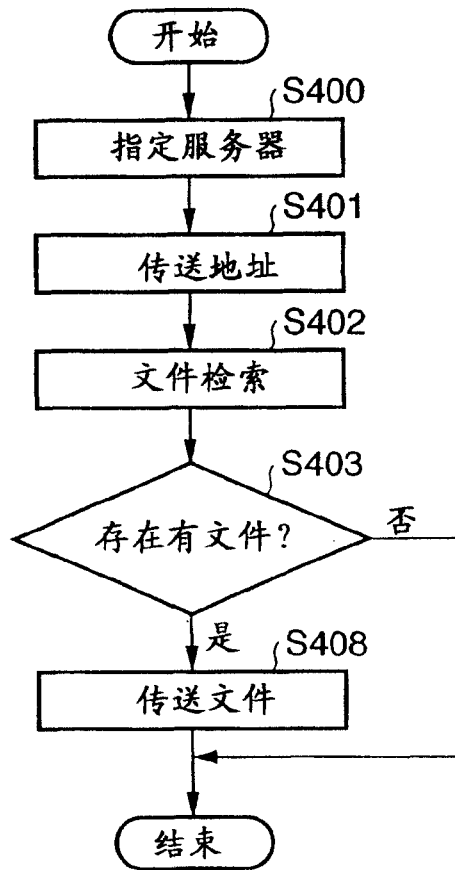 开始
S400
指定服务器
S401
传送地址
S402
文件检索
S403
存在有文件?
否
是
S408
传送文件
结束